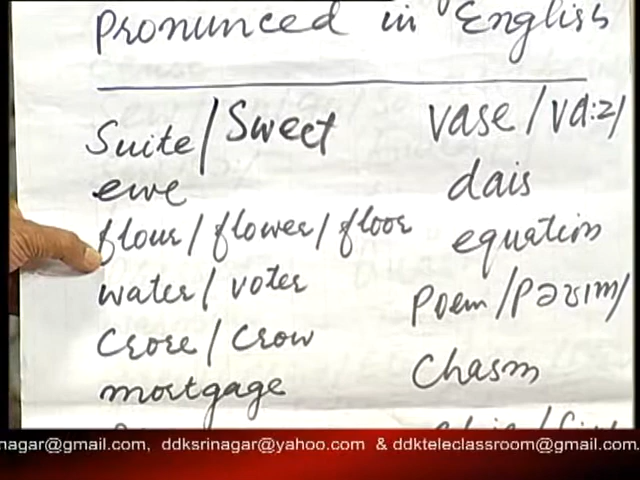 Pronunced in English
Suite/Sweet
ewe
flour/flower/floor
water/voter
Crore/Crow
mortgage
vase/va:z/
dais
equation
Poem/pəʊɪm/
Chasm
nagar@gmail.com, ddksrinagar@yahoo.com & ddkteleclassroom@gmail.com